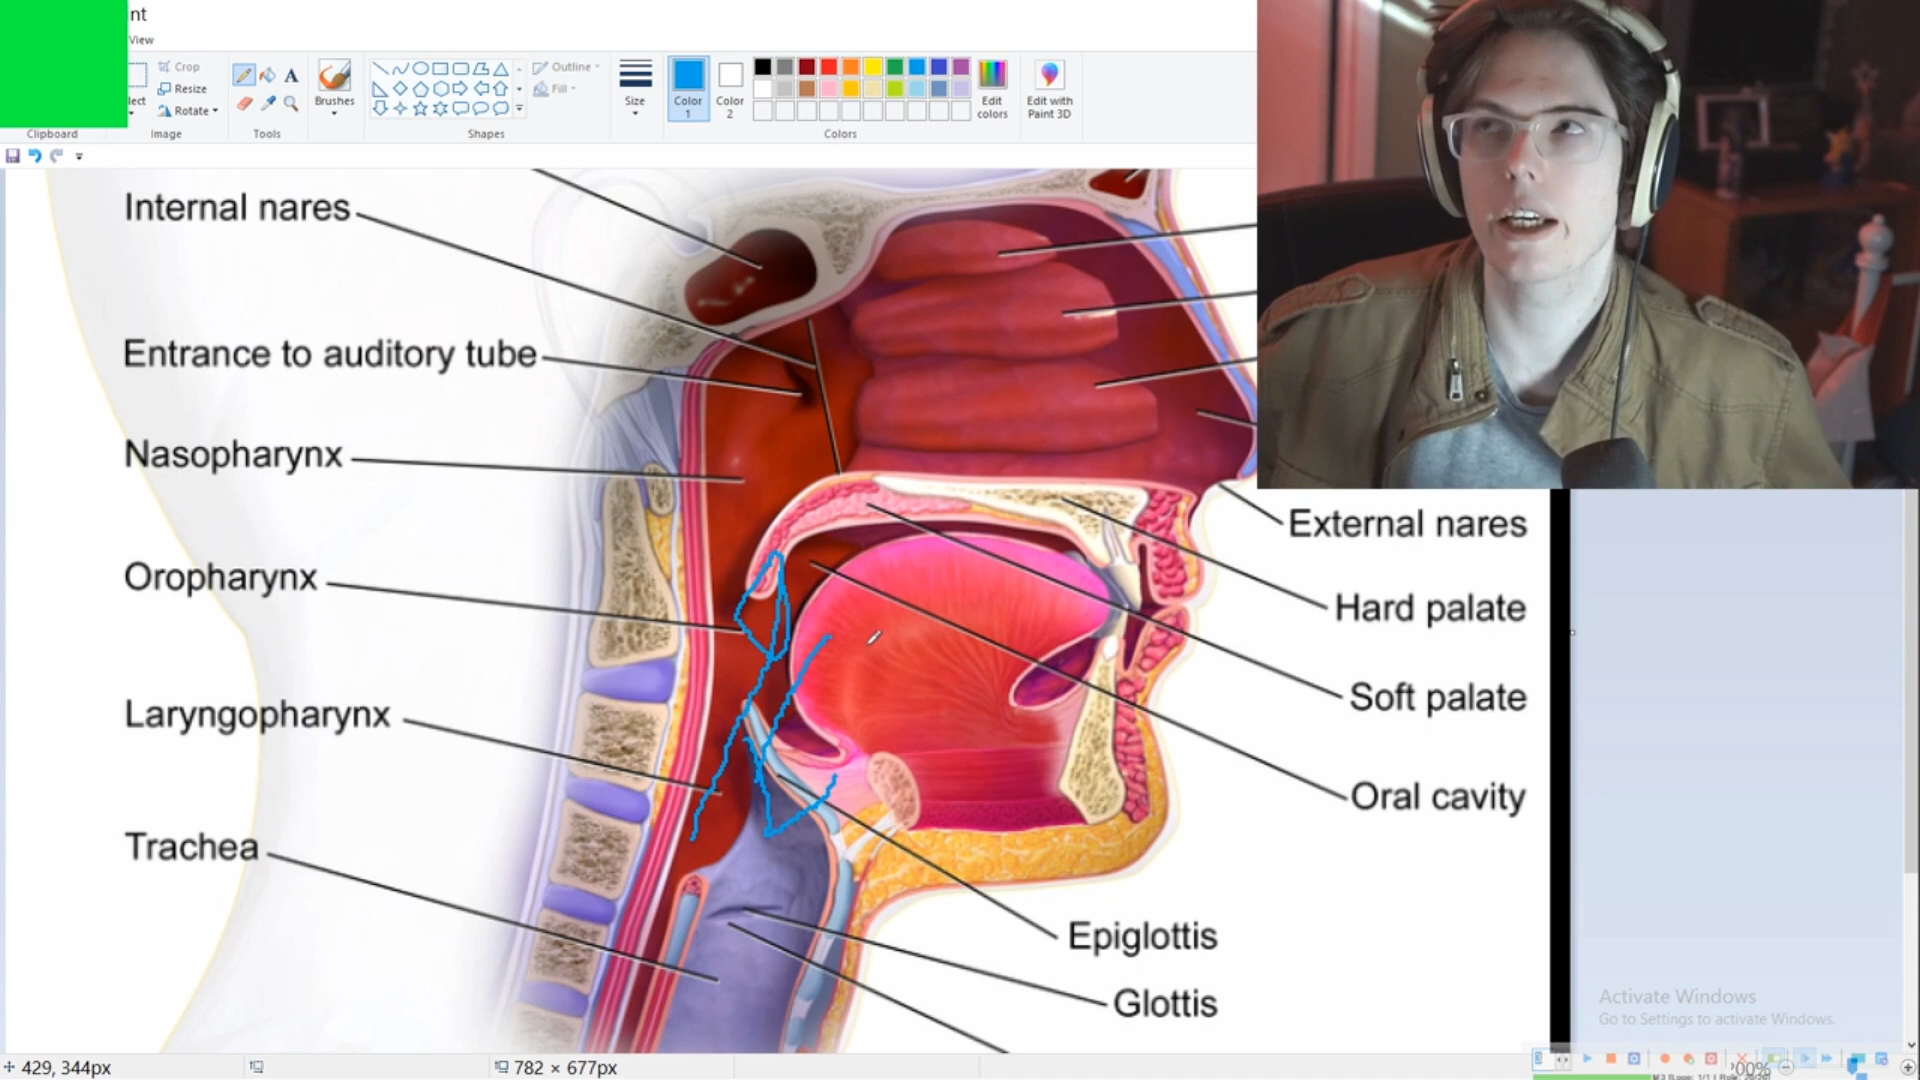 nt
View
Crop
Resize
Rotate
lect
Brushes
Outline
Fill
Size
Color 1
Color 2
Edit colors
Edit with Paint 3D
Clipboard
Image
Tools
Shapes
Colors
Internal nares
Entrance to auditory tube
Nasopharynx
Oropharynx
Laryngopharynx
Trachea
External nares
Hard palate
Soft palate
Oral cavity
Epiglottis
Glottis
Activate Windows
Go to Settings to activate Windows.
429, 344px
782 × 677px